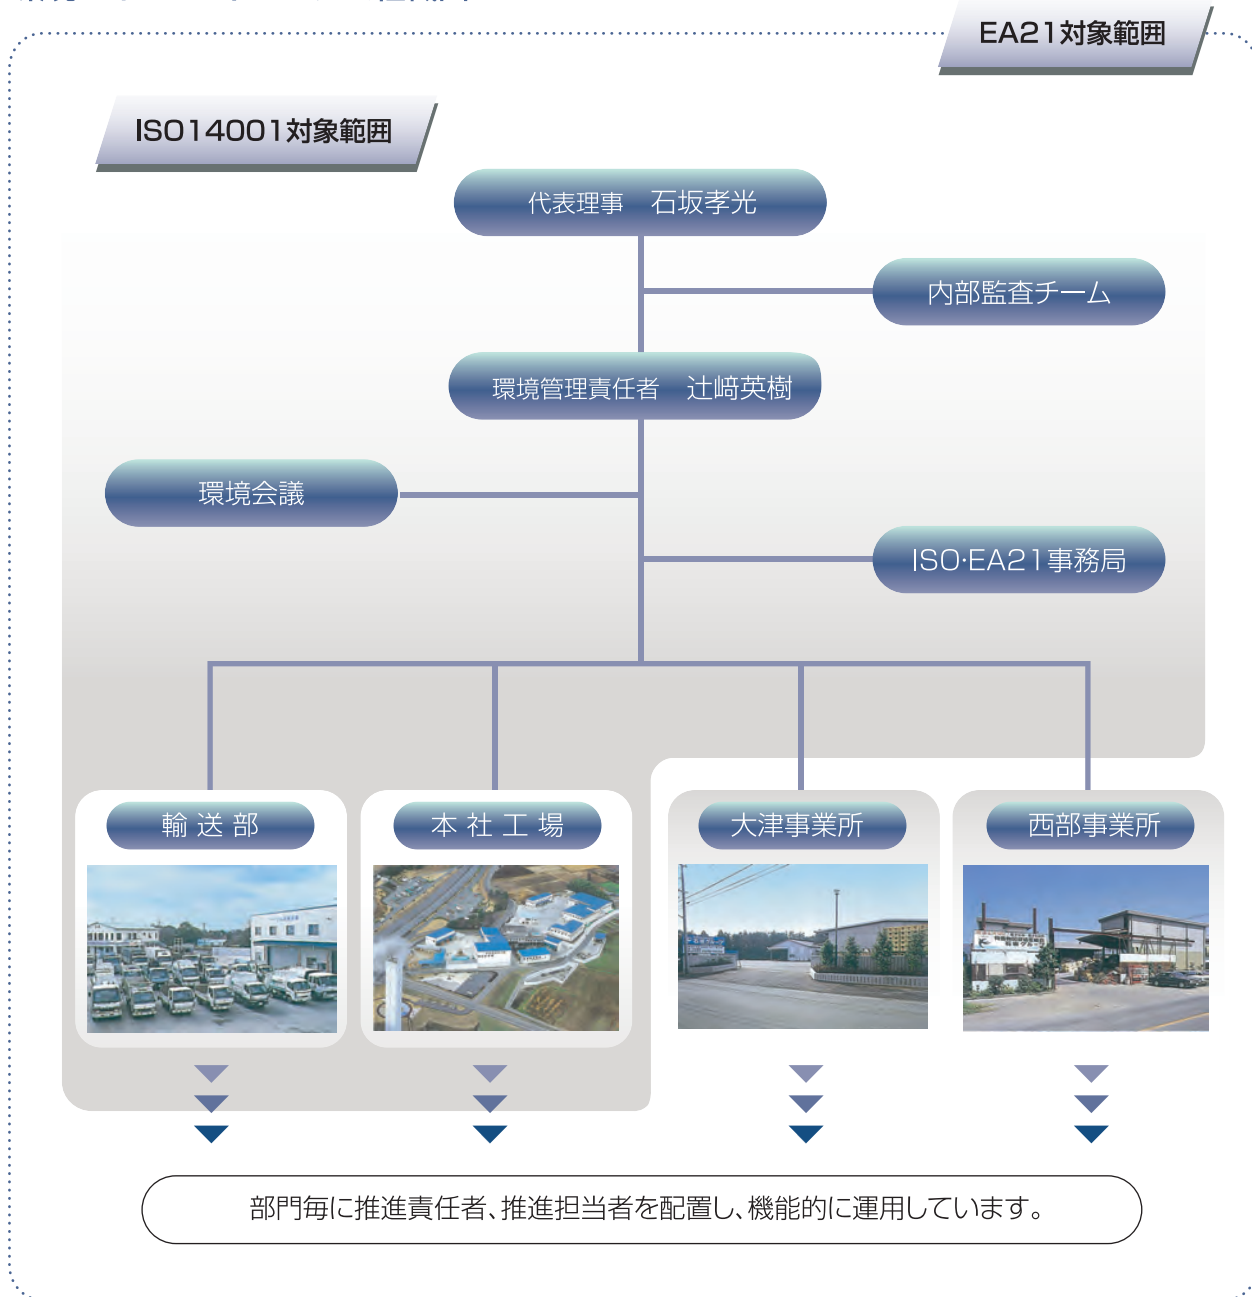 EA21対象範囲
ISO14001対象範囲
代表理事　石坂孝光
内部監査チーム
環境管理責任者　辻﨑英樹
環境会議
ISO・EA21事務局
輸送部
本社工場
大津事業所
西部事業所
部門毎に推進責任者、推進担当者を配置し、機能的に運用しています。